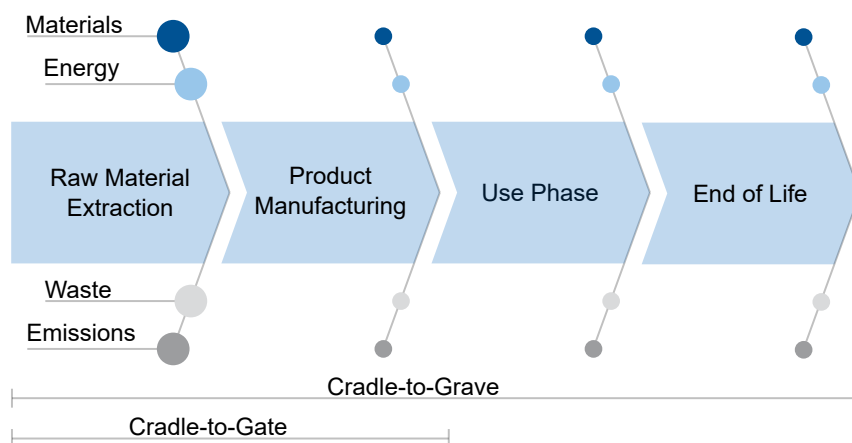 Materials
Energy
Raw Material
Extraction
Product
Manufacturing
Use Phase
End of Life
Waste
Emissions
Cradle-to-Grave
Cradle-to-Gate